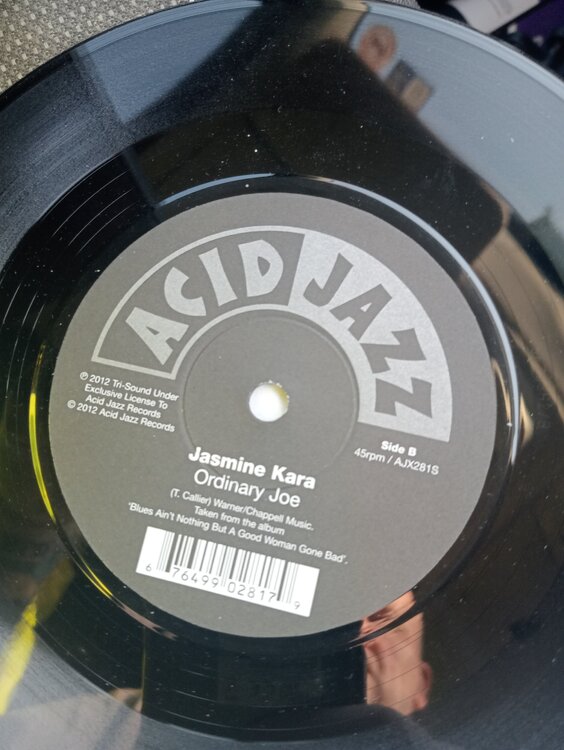 ACID JAZZ
℗ 2012 Tri-Sound Under
Exclusive License To
Acid Jazz Records
© 2012 Acid Jazz Records
Side B
45rpm / AJX281S
Jasmine Kara
Ordinary Joe
(T. Callier) Warner/Chappell Music.
Taken from the album
'Blues Ain't Nothing But A Good Woman Gone Bad'.
6 76499 02817 9